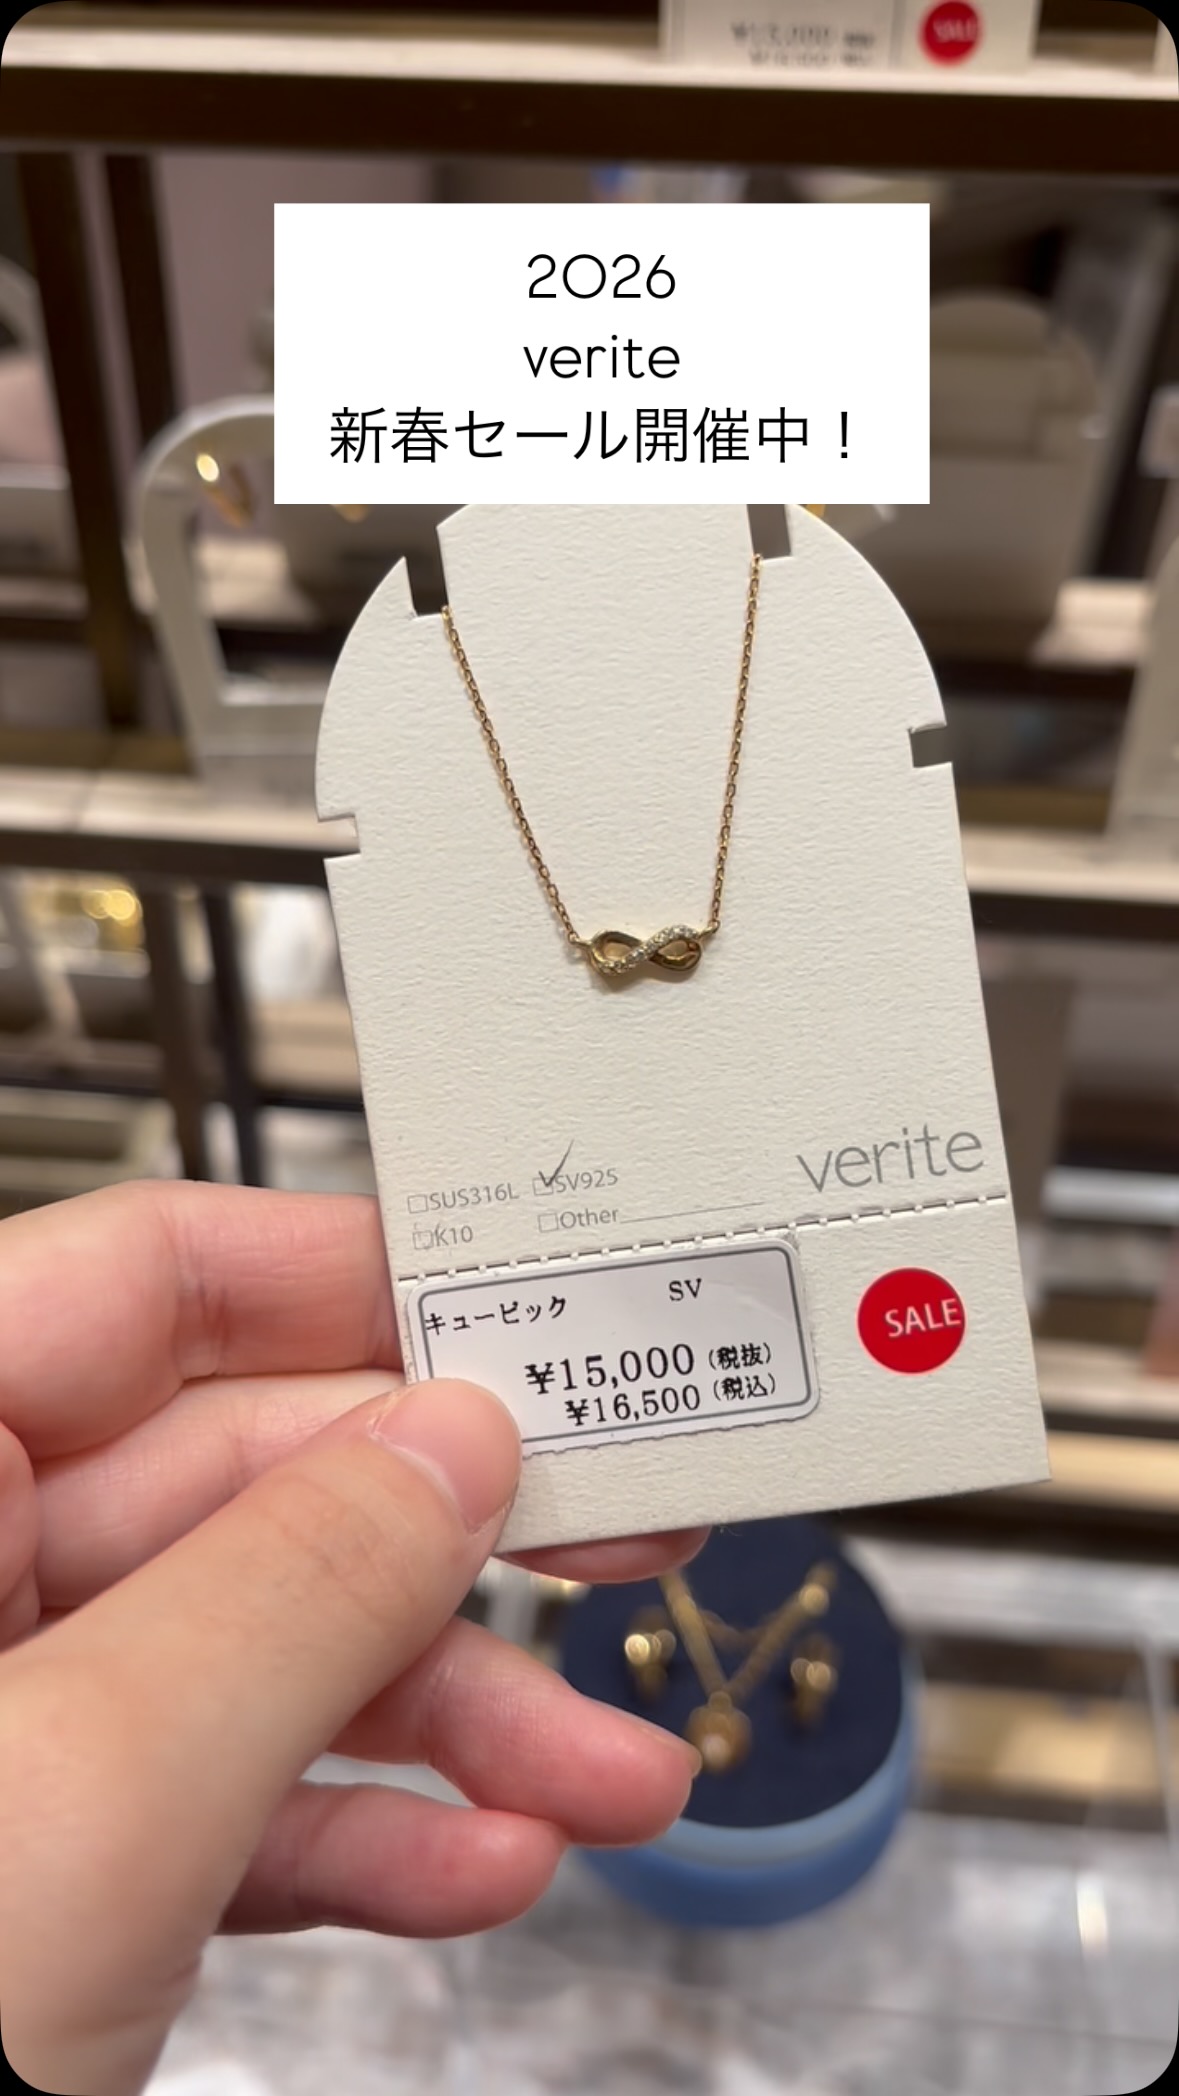 SALE
2026
verite
新春セール開催中！
verite
□SUS316L ☑SV925
□K10 □Other
キュービック SV
¥15,000（税抜）
¥16,500（税込）
SALE